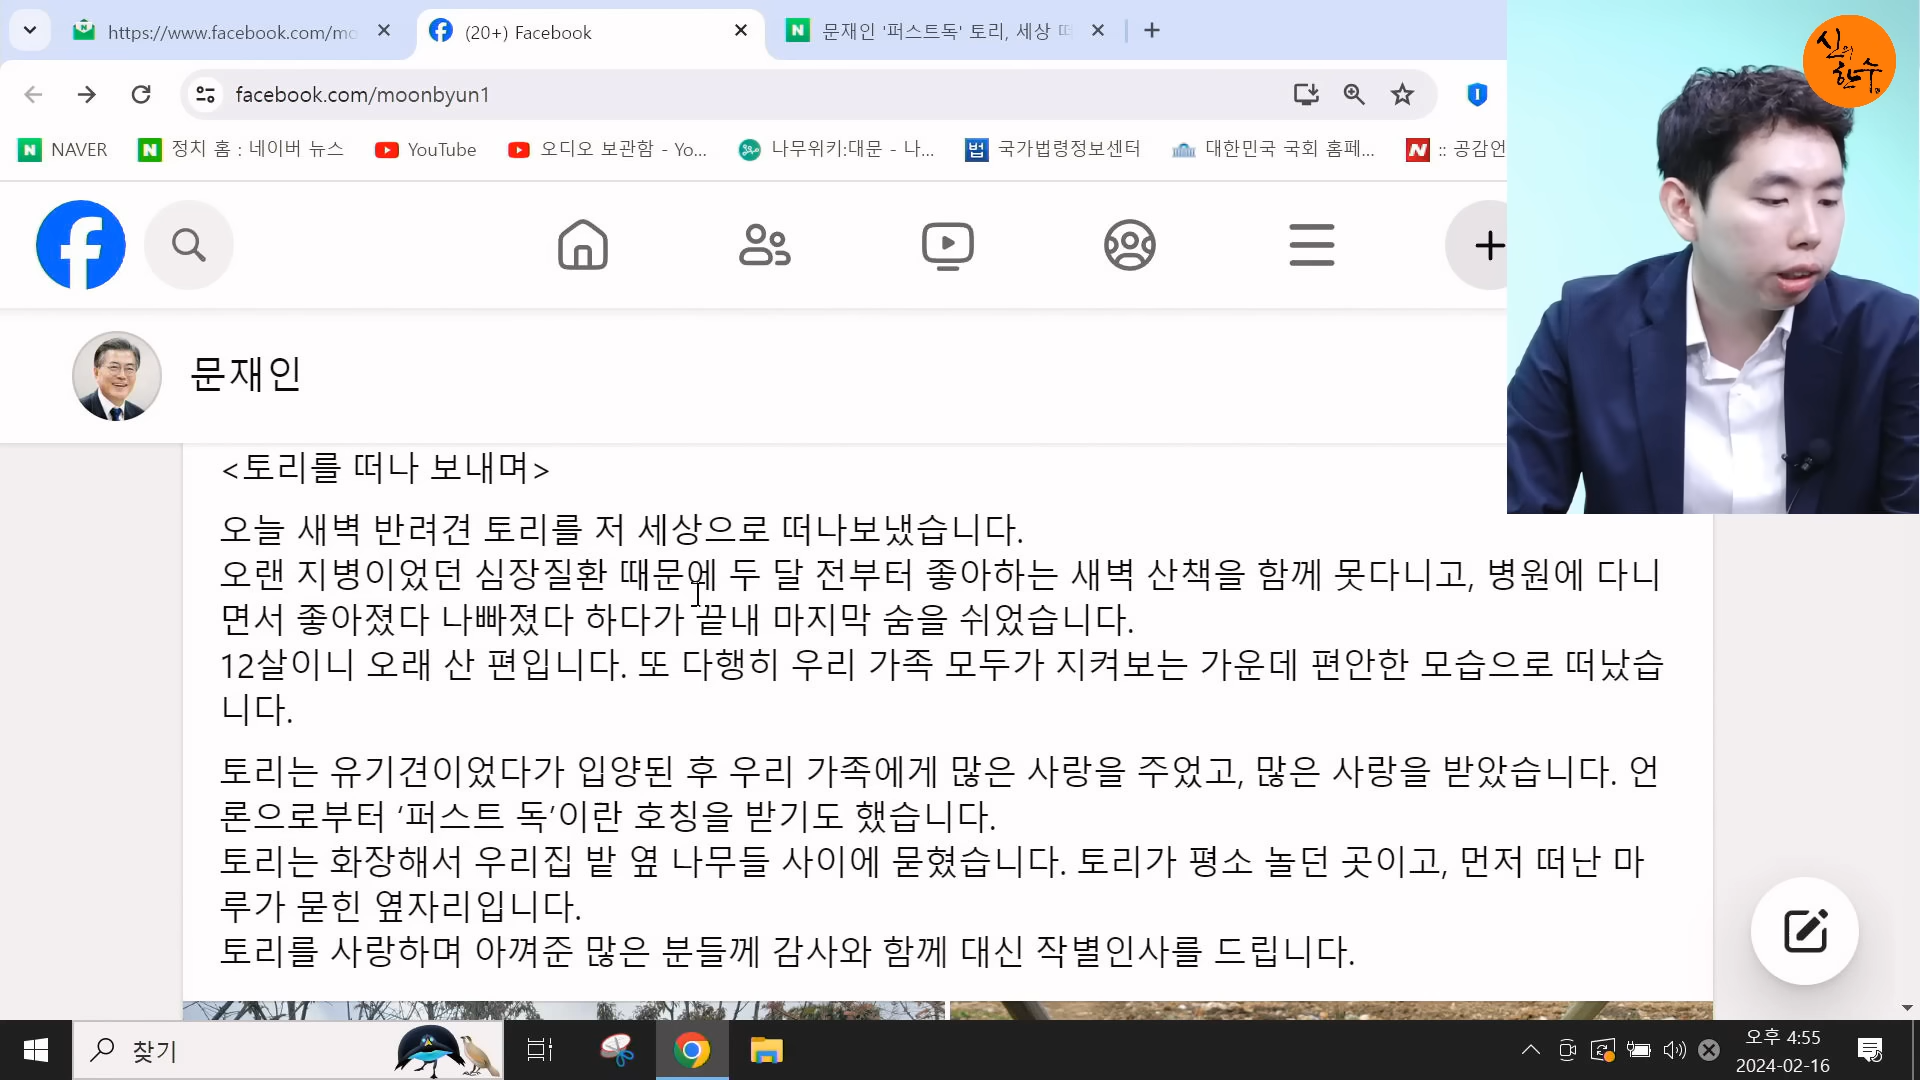 https://www.facebook.com/mo
(20+) Facebook
문재인 '퍼스트독' 토리, 세상
신의한수
facebook.com/moonbyun1
NAVER
정치 홈 : 네이버 뉴스
YouTube
오디오 보관함 - Yo...
나무위키:대문 - 나...
법
국가법령정보센터
대한민국 국회 홈페...
:: 공감언
문재인
<토리를 떠나 보내며>
오늘 새벽 반려견 토리를 저 세상으로 떠나보냈습니다.
오랜 지병이었던 심장질환 때문에 두 달 전부터 좋아하는 새벽 산책을 함께 못다니고, 병원에 다니
면서 좋아졌다 나빠졌다 하다가 끝내 마지막 숨을 쉬었습니다.
12살이니 오래 산 편입니다. 또 다행히 우리 가족 모두가 지켜보는 가운데 편안한 모습으로 떠났습
니다.
토리는 유기견이었다가 입양된 후 우리 가족에게 많은 사랑을 주었고, 많은 사랑을 받았습니다. 언
론으로부터 ‘퍼스트 독’이란 호칭을 받기도 했습니다.
토리는 화장해서 우리집 밭 옆 나무들 사이에 묻혔습니다. 토리가 평소 놀던 곳이고, 먼저 떠난 마
루가 묻힌 옆자리입니다.
토리를 사랑하며 아껴준 많은 분들께 감사와 함께 대신 작별인사를 드립니다.
찾기
오후 4:55
2024-02-16